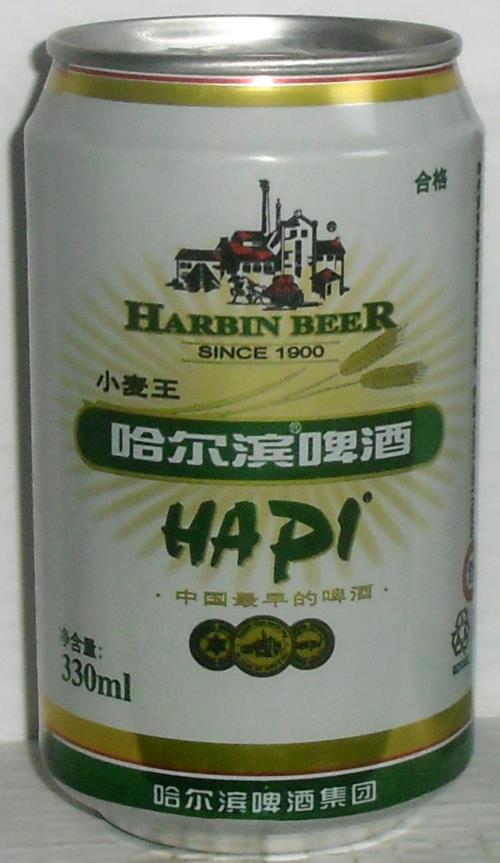 合格
HARBIN BEER
SINCE 1900
小麦王
哈尔滨®啤酒
HAPI
·中国最早的啤酒·
净含量:
330ml
哈尔滨啤酒集团